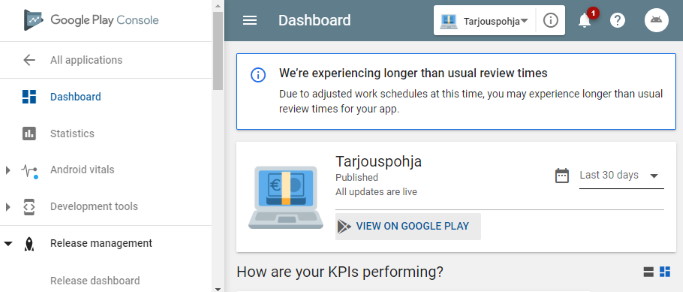 Google Play Console
All applications
Dashboard
Statistics
Android vitals
Development tools
Release management
Release dashboard
Dashboard
Tarjouspohja
1
We're experiencing longer than usual review times
Due to adjusted work schedules at this time, you may experience longer than usual
review times for your app.
Tarjouspohja
Published
All updates are live
Last 30 days
VIEW ON GOOGLE PLAY
How are your KPIs performing?